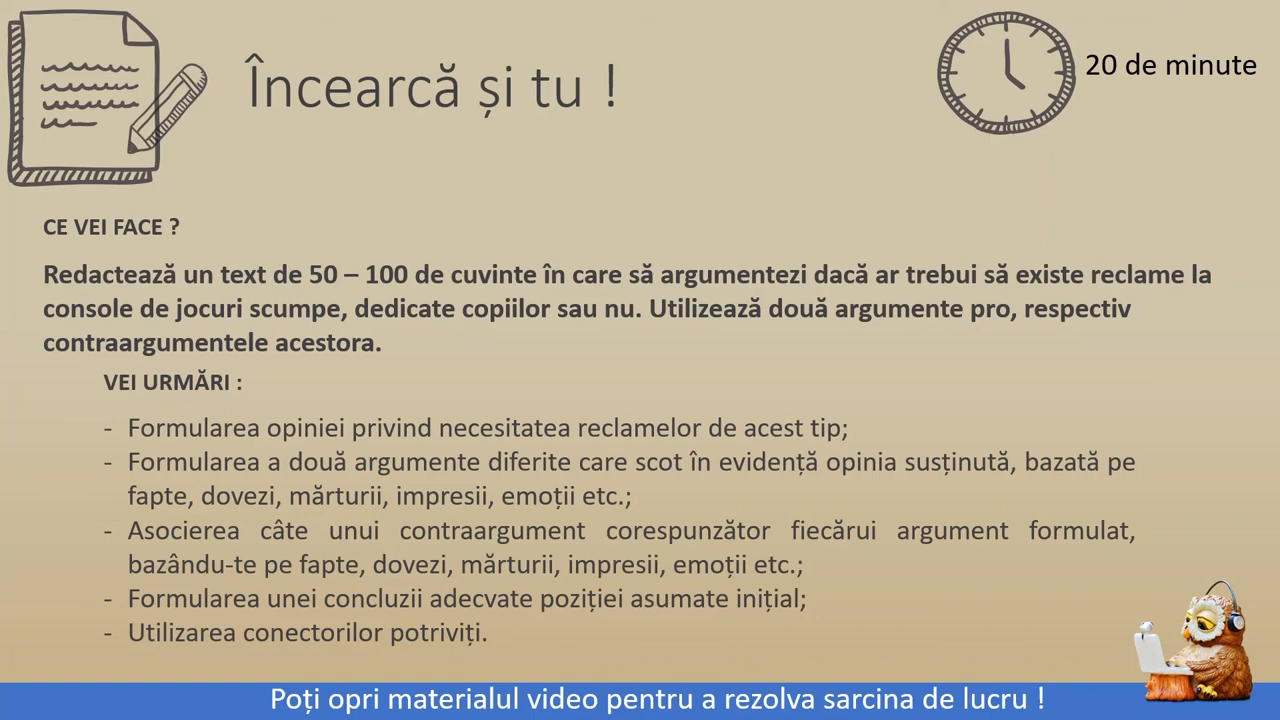 Încearcă și tu !
20 de minute
CE VEI FACE ?
Redactează un text de 50 – 100 de cuvinte în care să argumentezi dacă ar trebui să existe reclame la
console de jocuri scumpe, dedicate copiilor sau nu. Utilizează două argumente pro, respectiv
contraargumentele acestora.
VEI URMĂRI :
- Formularea opiniei privind necesitatea reclamelor de acest tip;
- Formularea a două argumente diferite care scot în evidență opinia susținută, bazată pe
fapte, dovezi, mărturii, impresii, emoții etc.;
- Asocierea câte unui contraargument corespunzător fiecărui argument formulat,
bazându-te pe fapte, dovezi, mărturii, impresii, emoții etc.;
- Formularea unei concluzii adecvate poziției asumate inițial;
- Utilizarea conectorilor potriviți.
Poți opri materialul video pentru a rezolva sarcina de lucru !